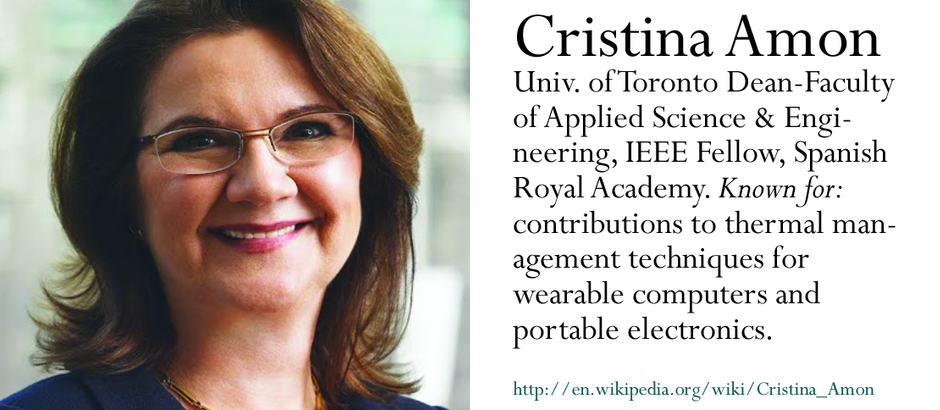 Cristina Amon
Univ. of Toronto Dean-Faculty
of Applied Science & Engi-
neering, IEEE Fellow, Spanish
Royal Academy. Known for:
contributions to thermal man-
agement techniques for
wearable computers and
portable electronics.
http://en.wikipedia.org/wiki/Cristina_Amon